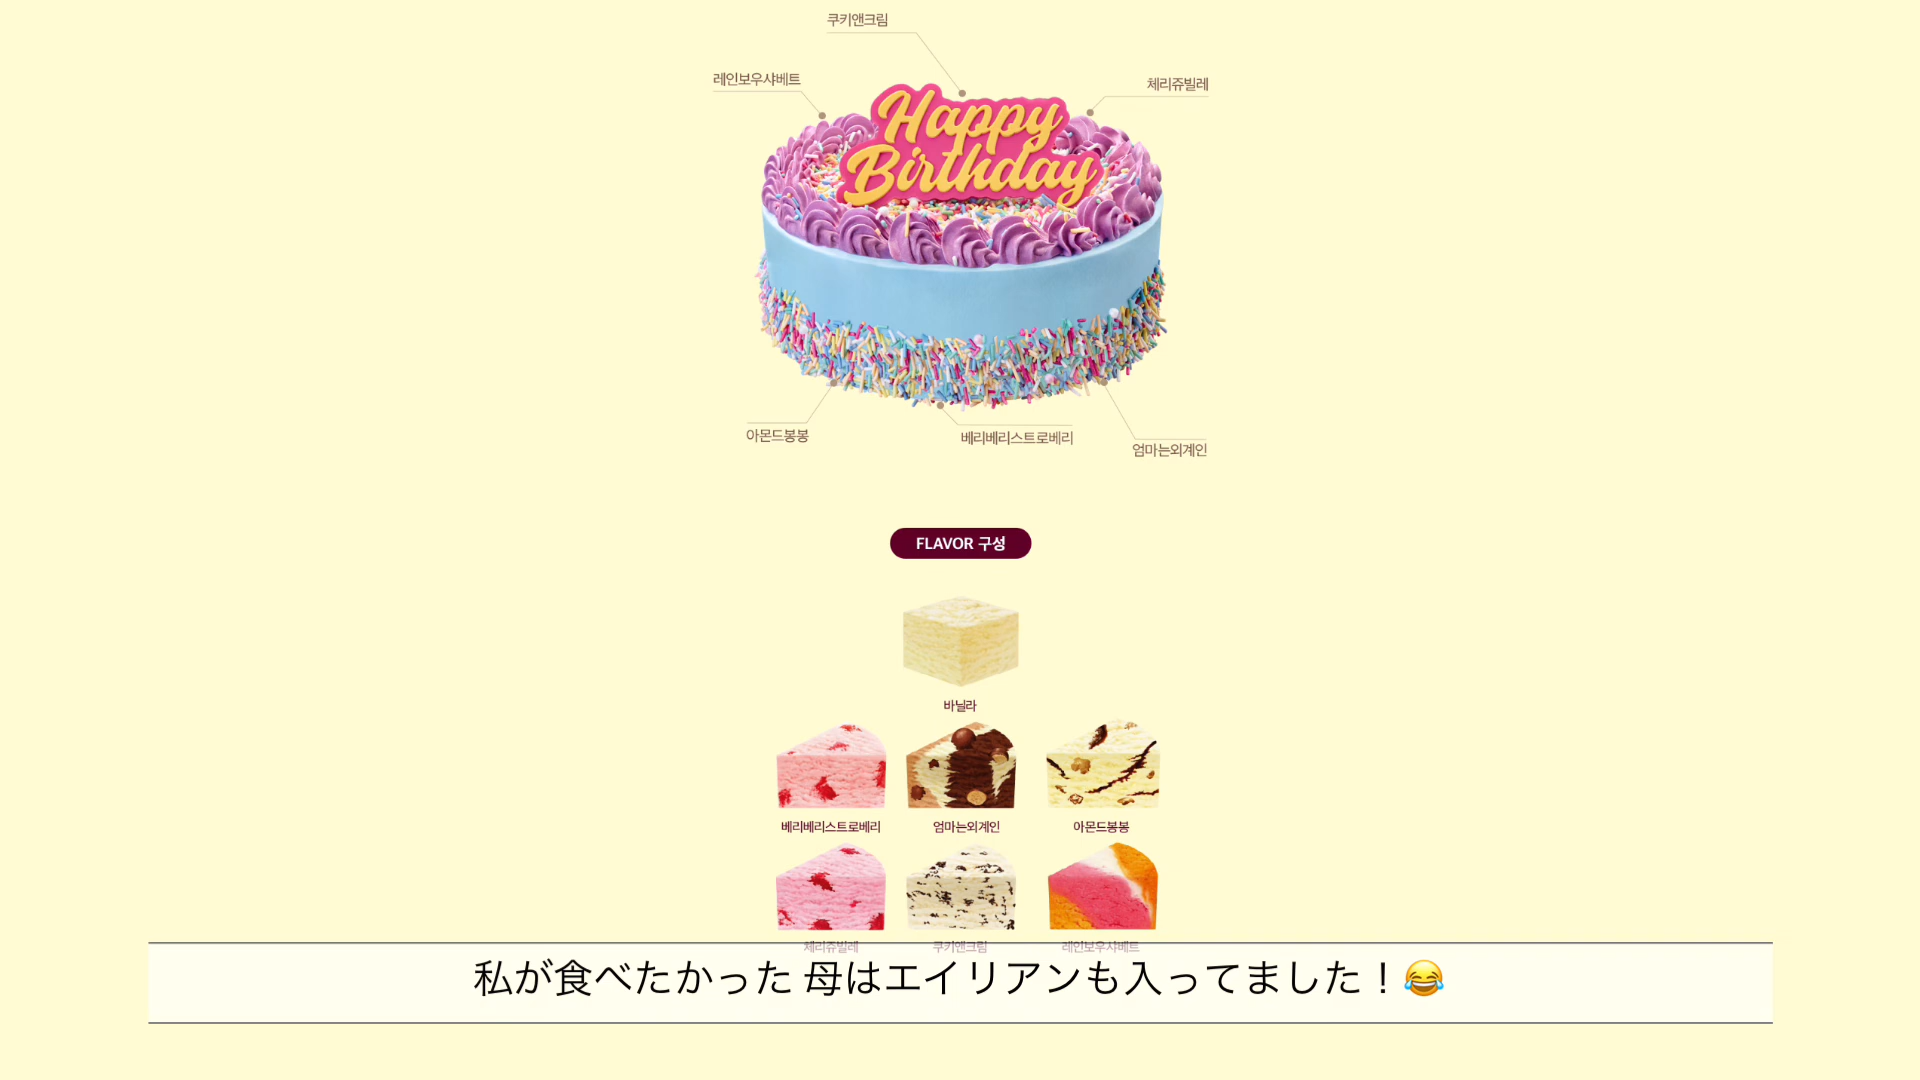 쿠키앤크림
레인보우샤베트
체리쥬빌레
Happy
Birthday
아몬드봉봉
베리베리스트로베리
엄마는외계인
FLAVOR 구성
바닐라
베리베리스트로베리
엄마는외계인
아몬드봉봉
체리쥬빌레
쿠키앤크림
레인보우샤베트
私が食べたかった 母はエイリアンも入ってました！😂